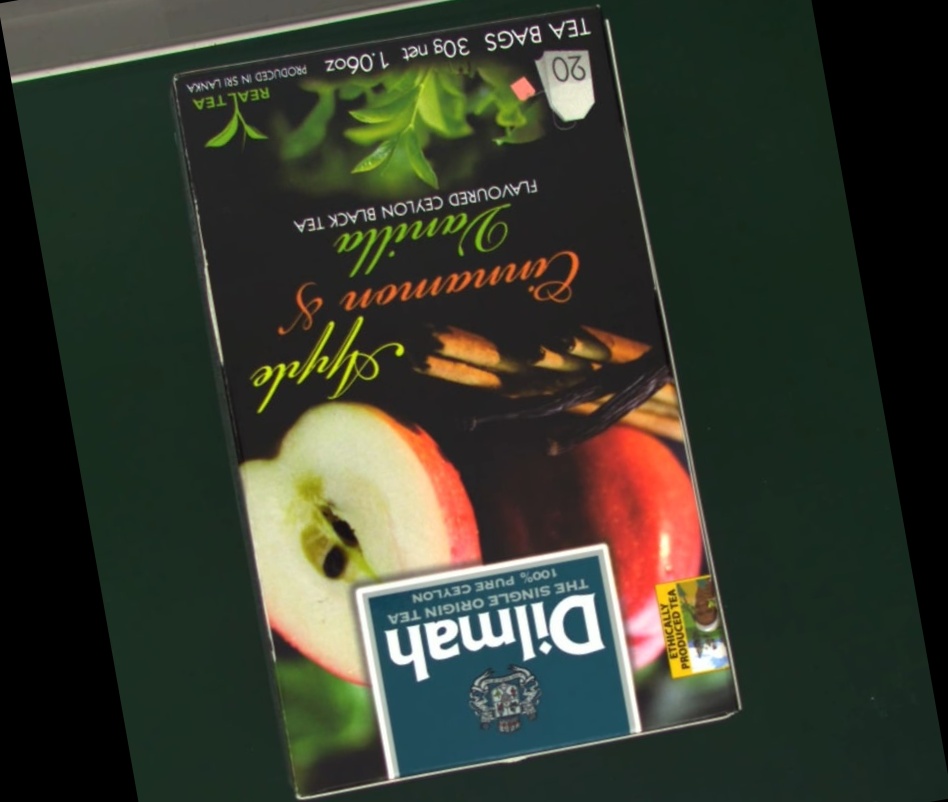 Dilmah
THE SINGLE ORIGIN TEA
100% PURE CEYLON
ETHICALLY
PRODUCED TEA
Apple
Cinnamon &
Vanilla
FLAVOURED CEYLON BLACK TEA
REAL TEA
PRODUCED IN SRI LANKA
20
TEA BAGS 30g net 1.06oz